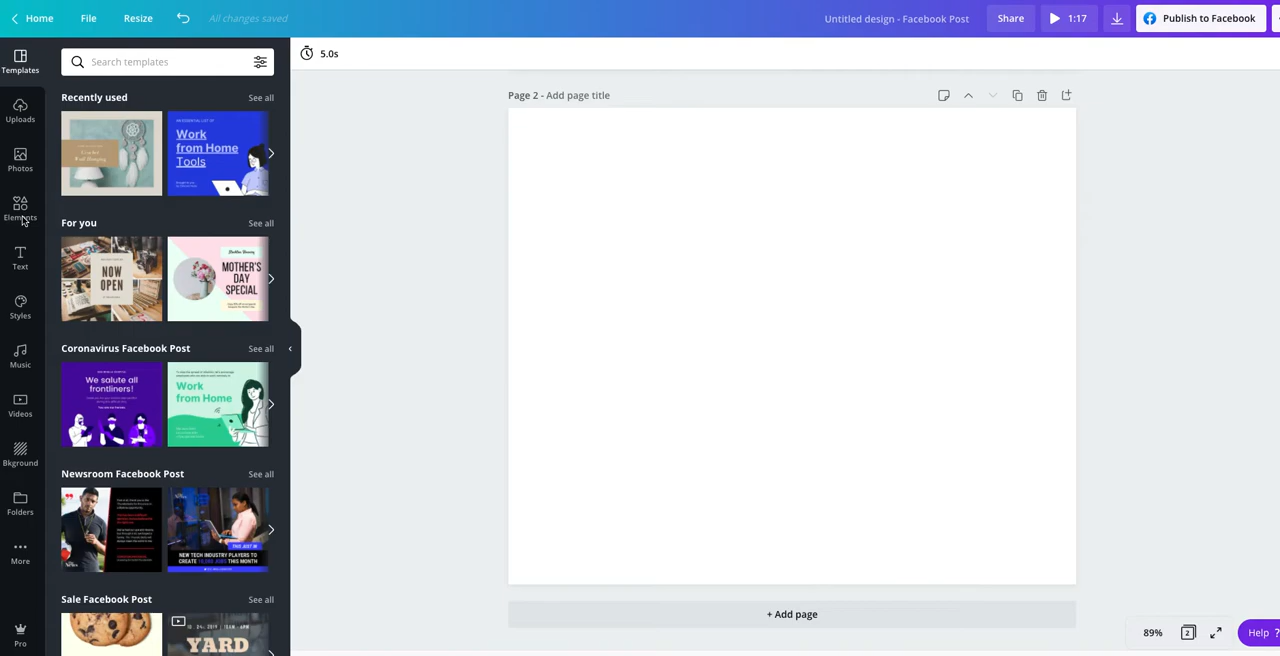 Home File Resize All changes saved Untitled design - Facebook Post Share 1:17 Publish to Facebook
Templates
Uploads
Photos
Elements
Text
Styles
Music
Videos
Bkground
Folders
More
Pro
Search templates
Recently used See all
Work
from Home
Tools
For you See all
NOW
OPEN
MOTHER'S
DAY
SPECIAL
Coronavirus Facebook Post See all
We salute all
frontliners!
Work
from Home
Newsroom Facebook Post See all
NEW TECH INDUSTRY PLAYERS TO
CREATE 10,263 JOBS THIS MONTH
Sale Facebook Post See all
YARD
5.0s
Page 2 - Add page title
+ Add page
89% 2 Help ?